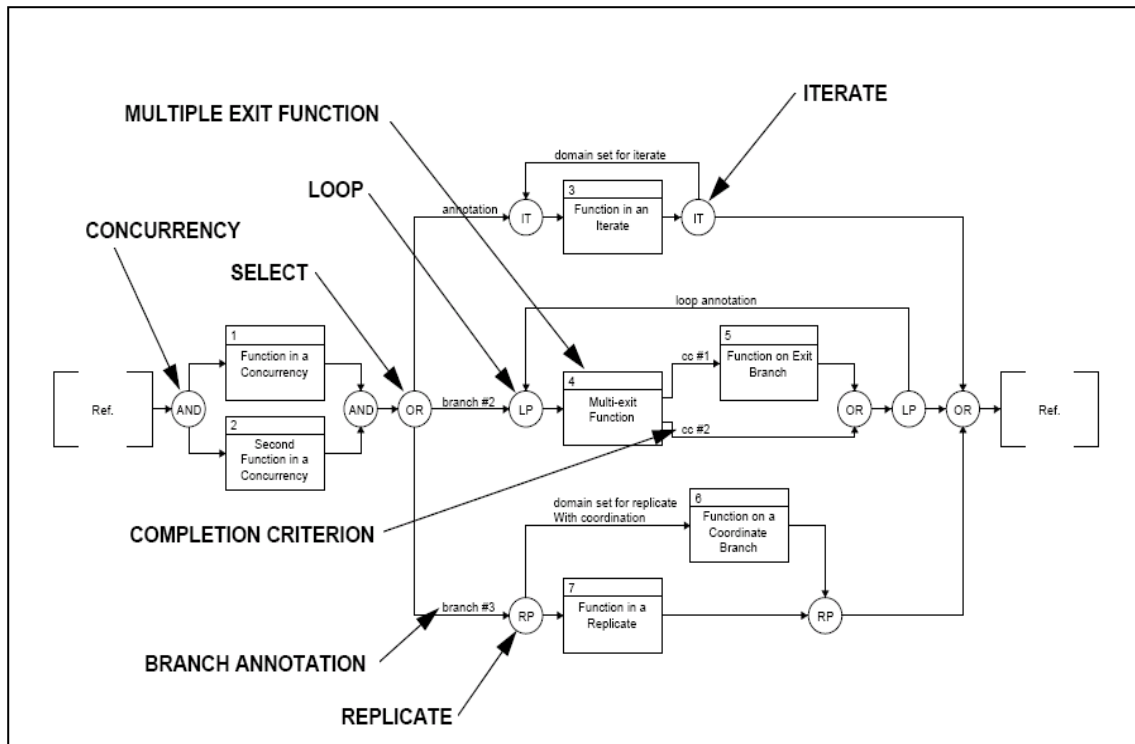 ITERATE
MULTIPLE EXIT FUNCTION
domain set for iterate
LOOP
3
annotation
IT
Function in an
Iterate
IT
CONCURRENCY
SELECT
loop annotation
1
Function in a
Concurrency
5
cc #1
Function on Exit
Branch
4
Ref.
AND
AND
OR
branch #2
LP
Multi-exit
Function
OR
LP
OR
Ref.
2
Second
Function in a
Concurrency
cc #2
6
domain set for replicate
With coordination
Function on a
Coordinate
Branch
COMPLETION CRITERION
7
branch #3
RP
Function in a
Replicate
RP
BRANCH ANNOTATION
REPLICATE